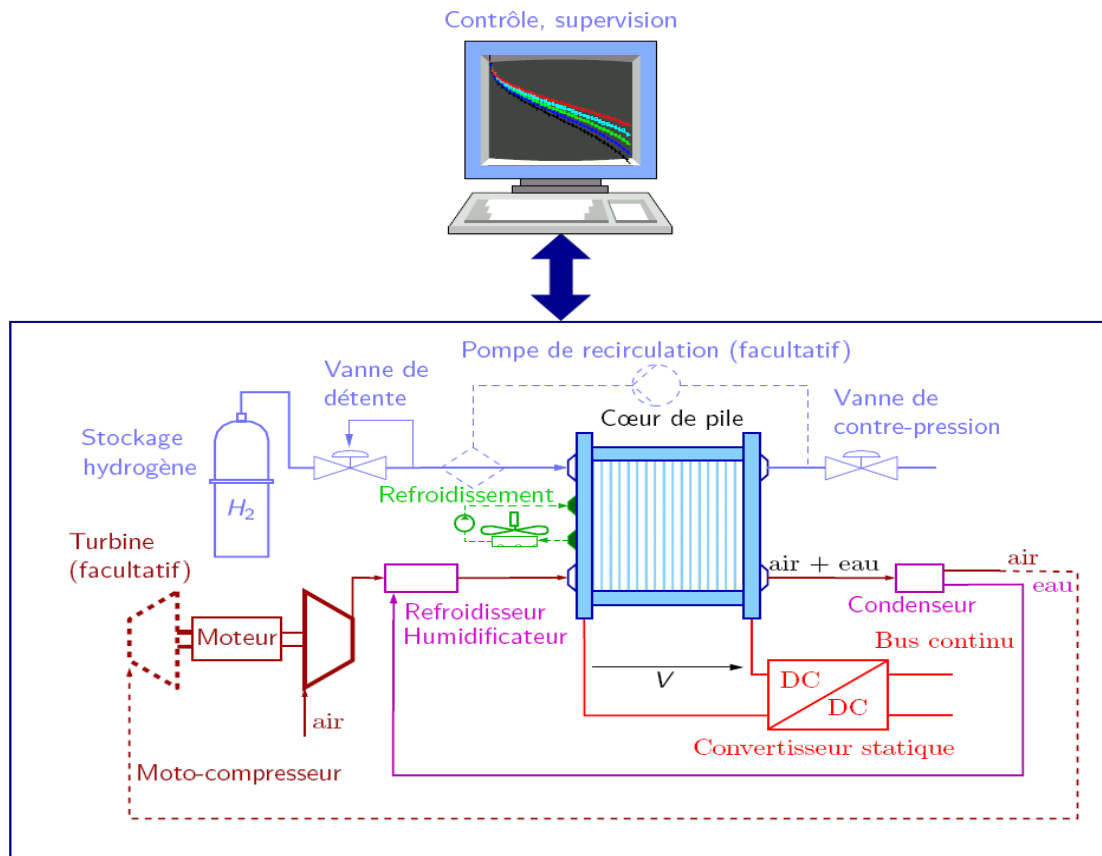 Contrôle, supervision
Pompe de recirculation (facultatif)
Vanne de
détente
Cœur de pile
Vanne de
contre-pression
Stockage
hydrogène
H₂
Refroidissement
Turbine
(facultatif)
Moteur
air
Moto-compresseur
Refroidisseur
Humidificateur
air + eau
air
eau
Condenseur
V
Bus continu
DC
DC
Convertisseur statique